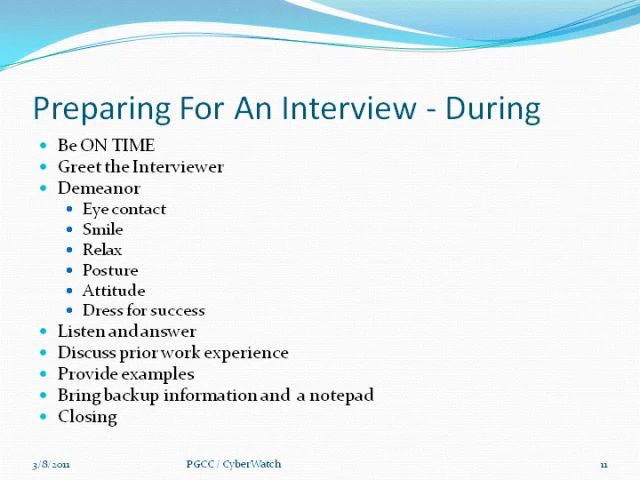 Preparing For An Interview - During
Be ON TIME
Greet the Interviewer
Demeanor
Eye contact
Smile
Relax
Posture
Attitude
Dress for success
Listen and answer
Discuss prior work experience
Provide examples
Bring backup information and a notepad
Closing
3/8/2011 PGCC / CyberWatch 11